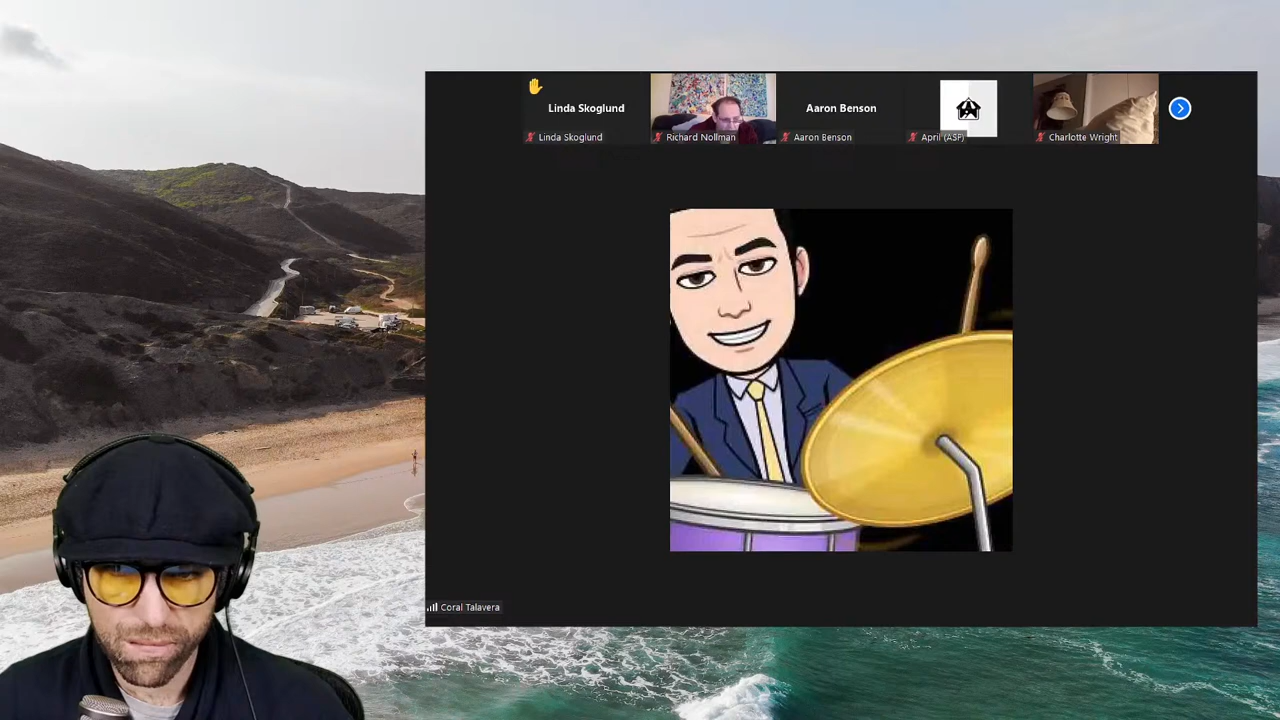 Linda Skoglund
Aaron Benson
Linda Skoglund
Richard Nollman
Aaron Benson
April (ASP)
Charlotte Wright
Coral Talavera